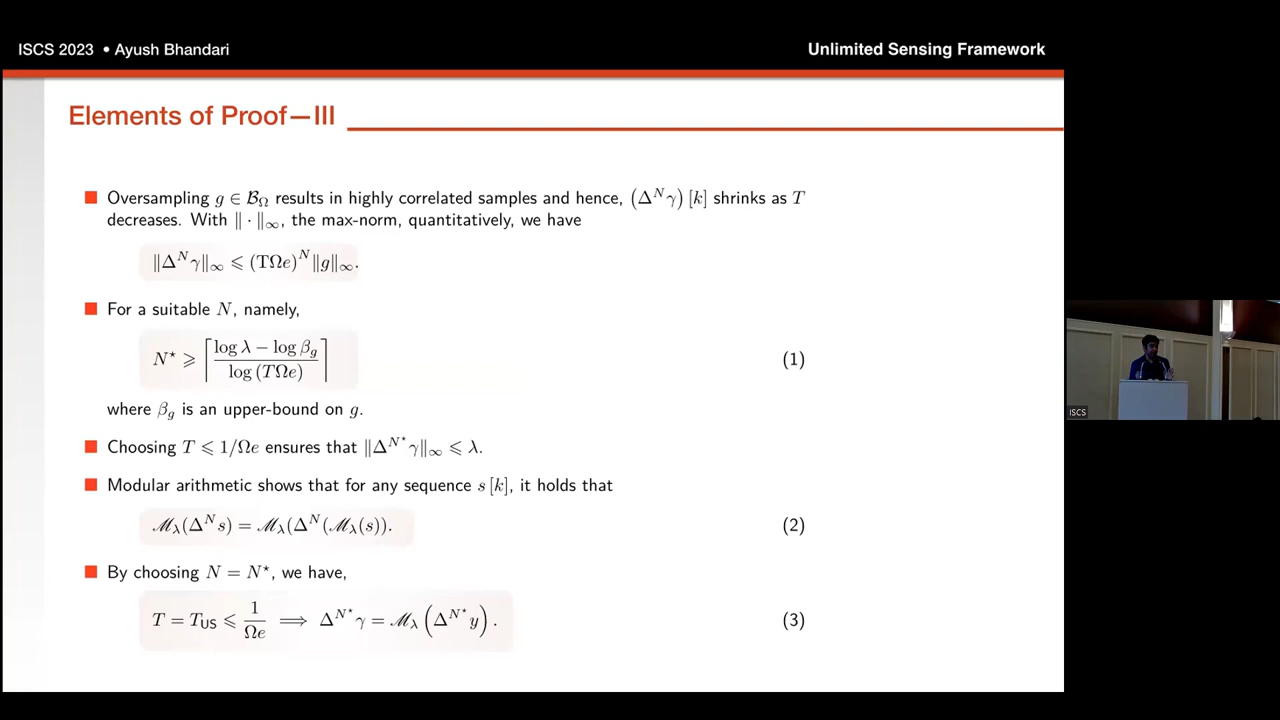 ISCS 2023 • Ayush Bhandari
Unlimited Sensing Framework
Elements of Proof—III
Oversampling g ∈ 𝓑_Ω results in highly correlated samples and hence, (Δ^N γ) [k] shrinks as T
decreases. With ‖ · ‖_∞, the max-norm, quantitatively, we have
‖Δ^N γ‖_∞ ⩽ (TΩe)^N ‖g‖_∞.
For a suitable N, namely,
N* ⩾ ⌈ (log λ − log β_g) / (log (TΩe)) ⌉ (1)
where β_g is an upper-bound on g.
Choosing T ⩽ 1/Ωe ensures that ‖Δ^{N*} γ‖_∞ ⩽ λ.
Modular arithmetic shows that for any sequence s [k], it holds that
ℳ_λ(Δ^N s) = ℳ_λ(Δ^N (ℳ_λ(s)). (2)
By choosing N = N*, we have,
T = T_US ⩽ 1/Ωe ⟹ Δ^{N*} γ = ℳ_λ (Δ^{N*} y). (3)
ISCS